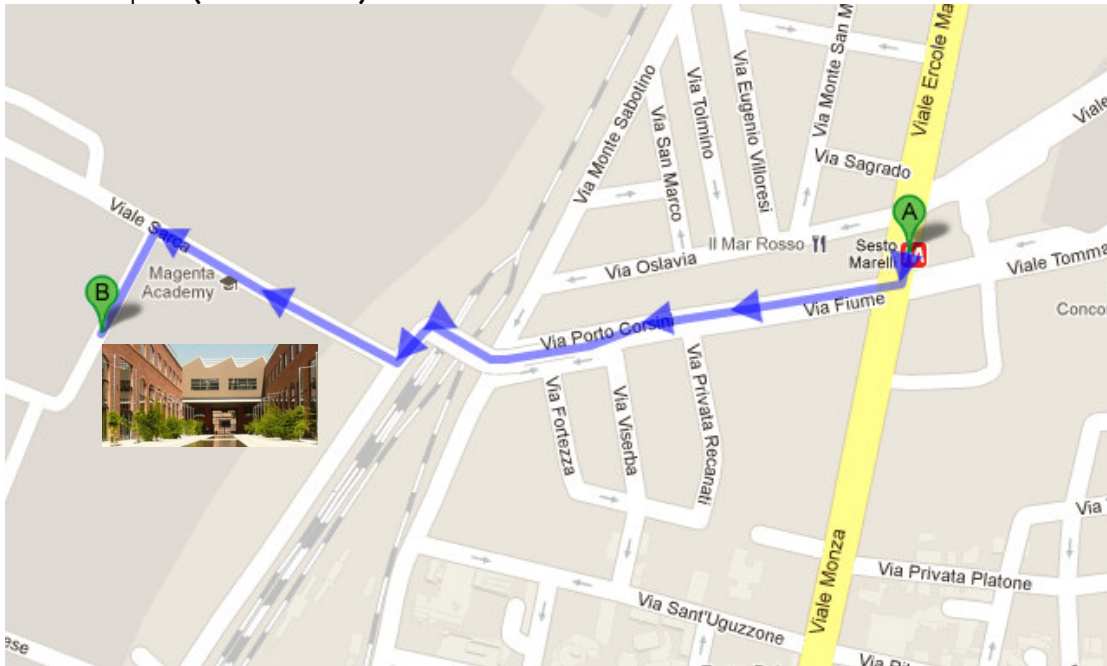 Viale Ercole Ma
Viale
Via Monte San M
Via Eugenio Villoresi
Via Tolmino
Via Monte Sabotino
Via San Marco
Via Sagrado
A
Viale Sarca
Il Mar Rosso
Sesto
Marelli
Via Oslavia
Viale Tomma
Magenta
Academy
B
Via Fiume
Conco
Via Porto Corsini
Via Privata Recanati
Via Fortezza
Via Viserba
Via
Viale Monza
Via Privata Platone
Via Sant'Uguzzone
ese